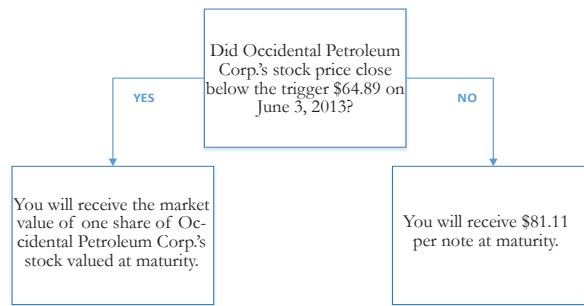 Did Occidental Petroleum
Corp.'s stock price close
below the trigger $64.89 on
June 3, 2013?
YES
NO
You will receive the market
value of one share of Oc-
cidental Petroleum Corp.'s
stock valued at maturity.
You will receive $81.11
per note at maturity.